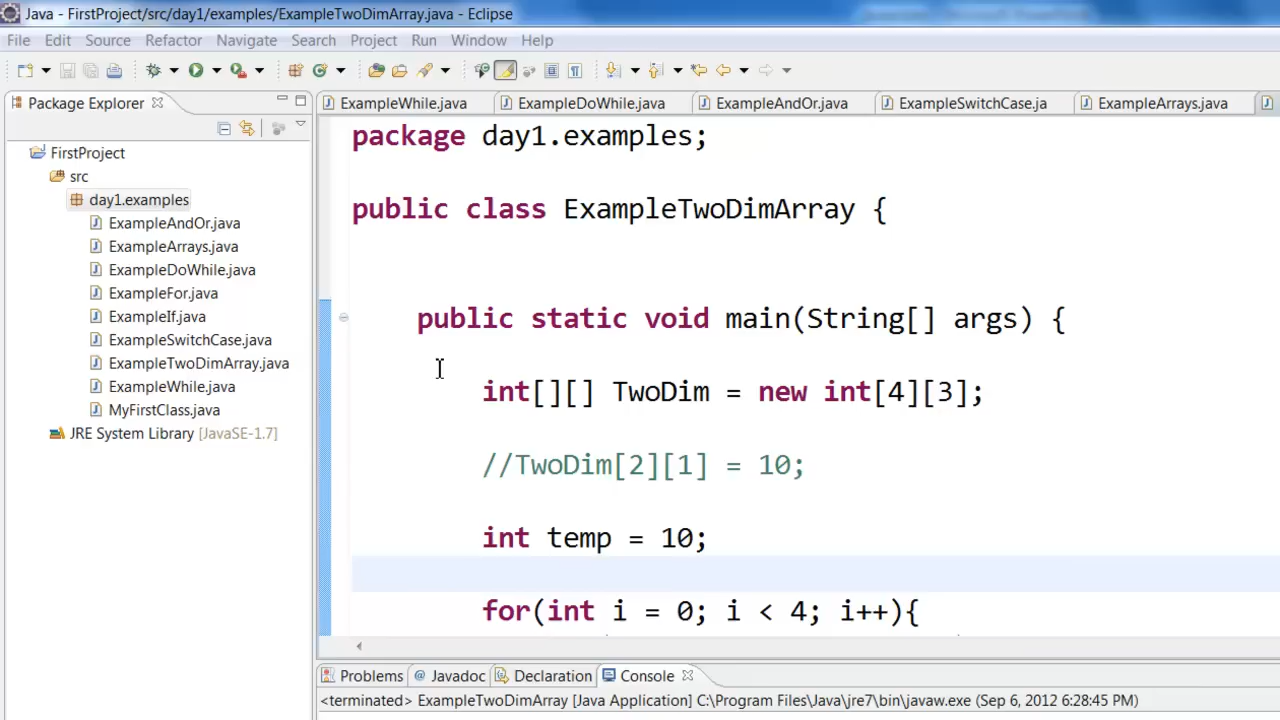 Java - FirstProject/src/day1/examples/ExampleTwoDimArray.java - Eclipse
File Edit Source Refactor Navigate Search Project Run Window Help
Package Explorer
FirstProject
src
day1.examples
ExampleAndOr.java
ExampleArrays.java
ExampleDoWhile.java
ExampleFor.java
ExampleIf.java
ExampleSwitchCase.java
ExampleTwoDimArray.java
ExampleWhile.java
MyFirstClass.java
JRE System Library [JavaSE-1.7]
ExampleWhile.java ExampleDoWhile.java ExampleAndOr.java ExampleSwitchCase.ja ExampleArrays.java
package day1.examples;
public class ExampleTwoDimArray {
public static void main(String[] args) {
int[][] TwoDim = new int[4][3];
//TwoDim[2][1] = 10;
int temp = 10;
for(int i = 0; i < 4; i++){
Problems Javadoc Declaration Console
<terminated> ExampleTwoDimArray [Java Application] C:\Program Files\Java\jre7\bin\javaw.exe (Sep 6, 2012 6:28:45 PM)